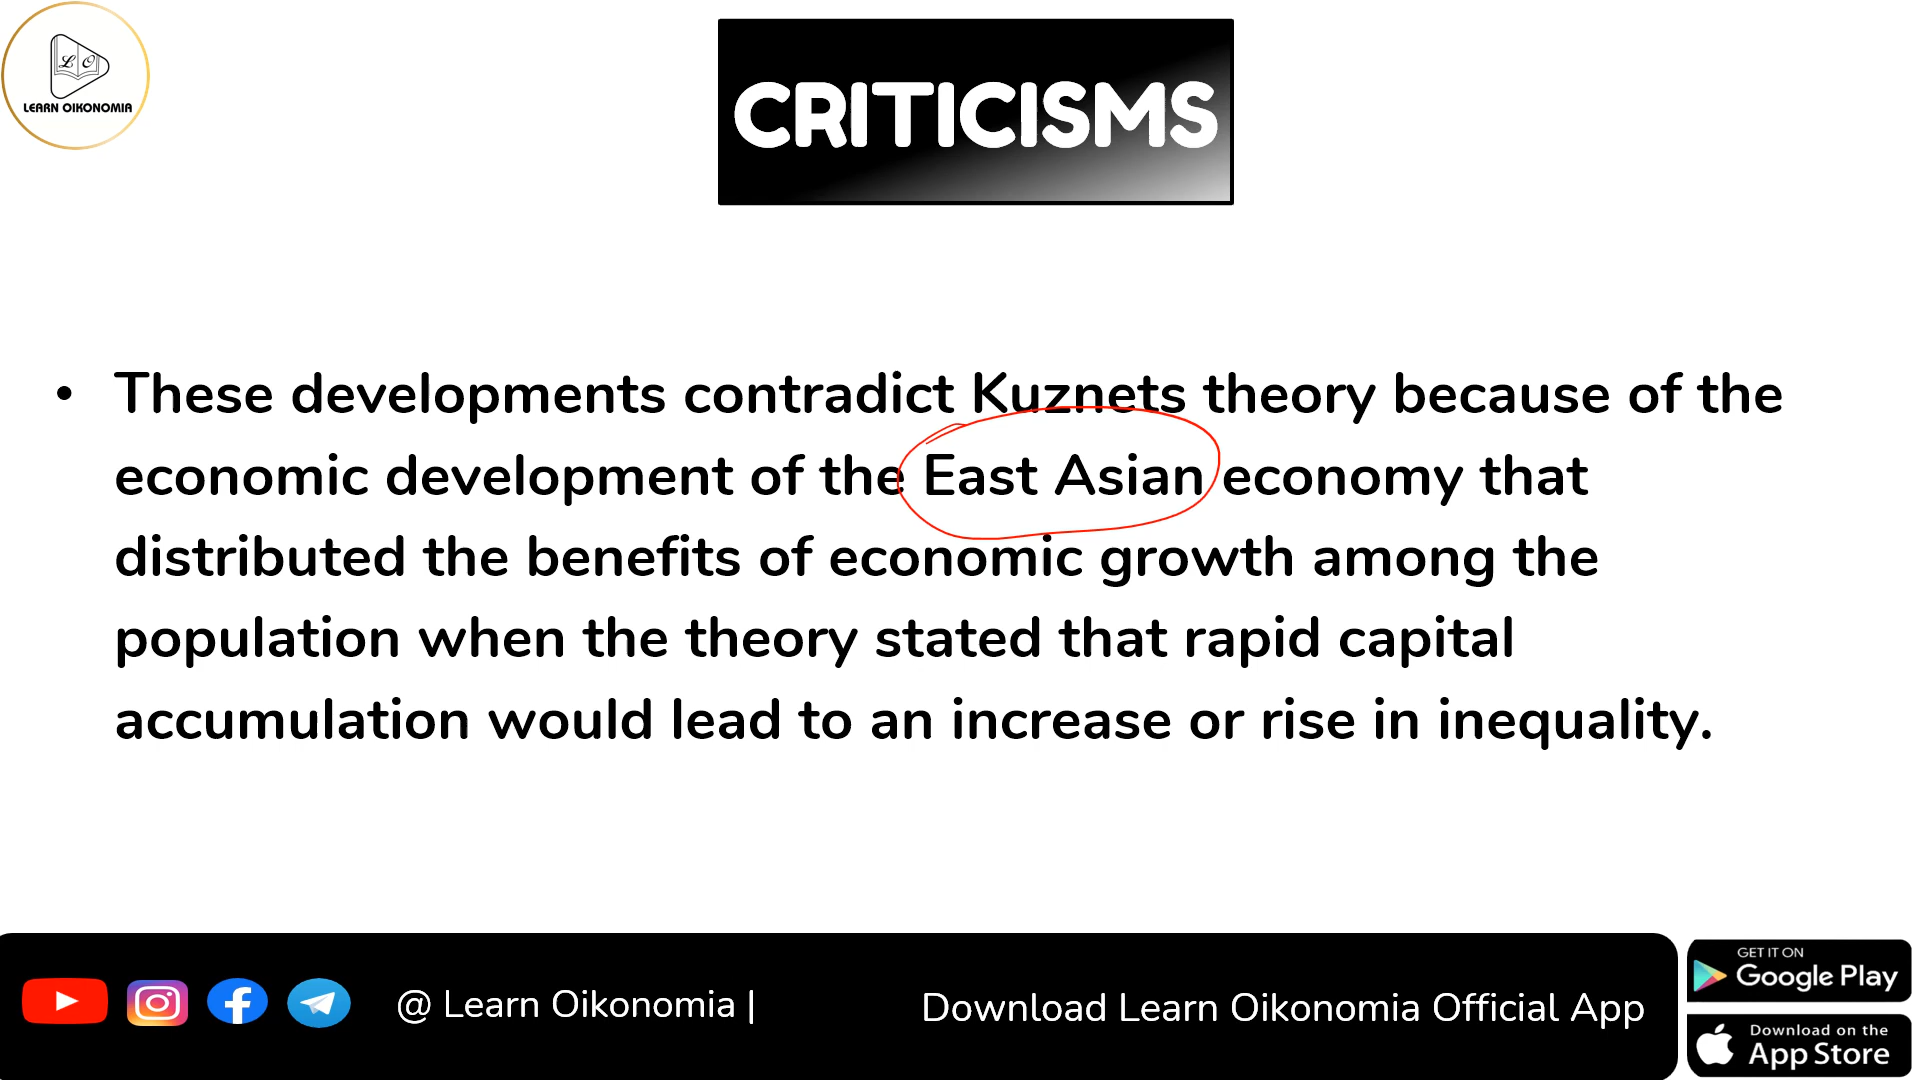 L O
LEARN OIKONOMIA
CRITICISMS
• These developments contradict Kuznets theory because of the
economic development of the East Asian economy that
distributed the benefits of economic growth among the
population when the theory stated that rapid capital
accumulation would lead to an increase or rise in inequality.
@ Learn Oikonomia |
Download Learn Oikonomia Official App
GET IT ON
Google Play
Download on the
App Store